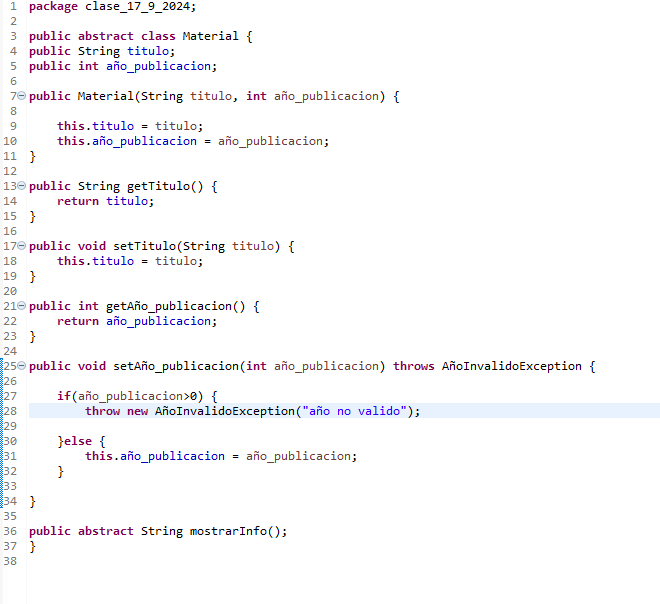 1 package clase_17_9_2024;
2
3 public abstract class Material {
4 public String titulo;
5 public int año_publicacion;
6
7 public Material(String titulo, int año_publicacion) {
8
9     this.titulo = titulo;
10     this.año_publicacion = año_publicacion;
11 }
12
13 public String getTitulo() {
14     return titulo;
15 }
16
17 public void setTitulo(String titulo) {
18     this.titulo = titulo;
19 }
20
21 public int getAño_publicacion() {
22     return año_publicacion;
23 }
24
25 public void setAño_publicacion(int año_publicacion) throws AñoInvalidoException {
26
27     if(año_publicacion>0) {
28         throw new AñoInvalidoException("año no valido");
29
30     }else {
31         this.año_publicacion = año_publicacion;
32     }
33
34 }
35
36 public abstract String mostrarInfo();
37 }
38